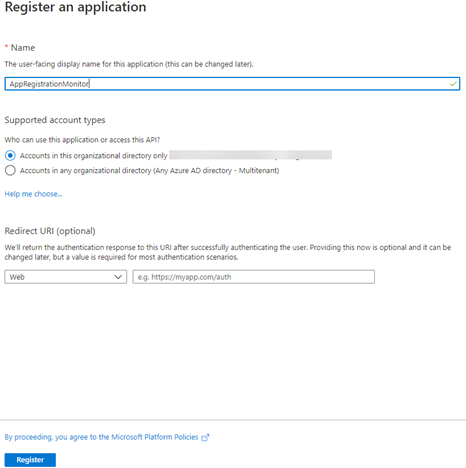 Register an application
* Name
The user-facing display name for this application (this can be changed later).
AppRegistrationMonitor
Supported account types
Who can use this application or access this API?
Accounts in this organizational directory only
Accounts in any organizational directory (Any Azure AD directory - Multitenant)
Help me choose...
Redirect URI (optional)
We'll return the authentication response to this URI after successfully authenticating the user. Providing this now is optional and it can be
changed later, but a value is required for most authentication scenarios.
Web e.g. https://myapp.com/auth
By proceeding, you agree to the Microsoft Platform Policies
Register